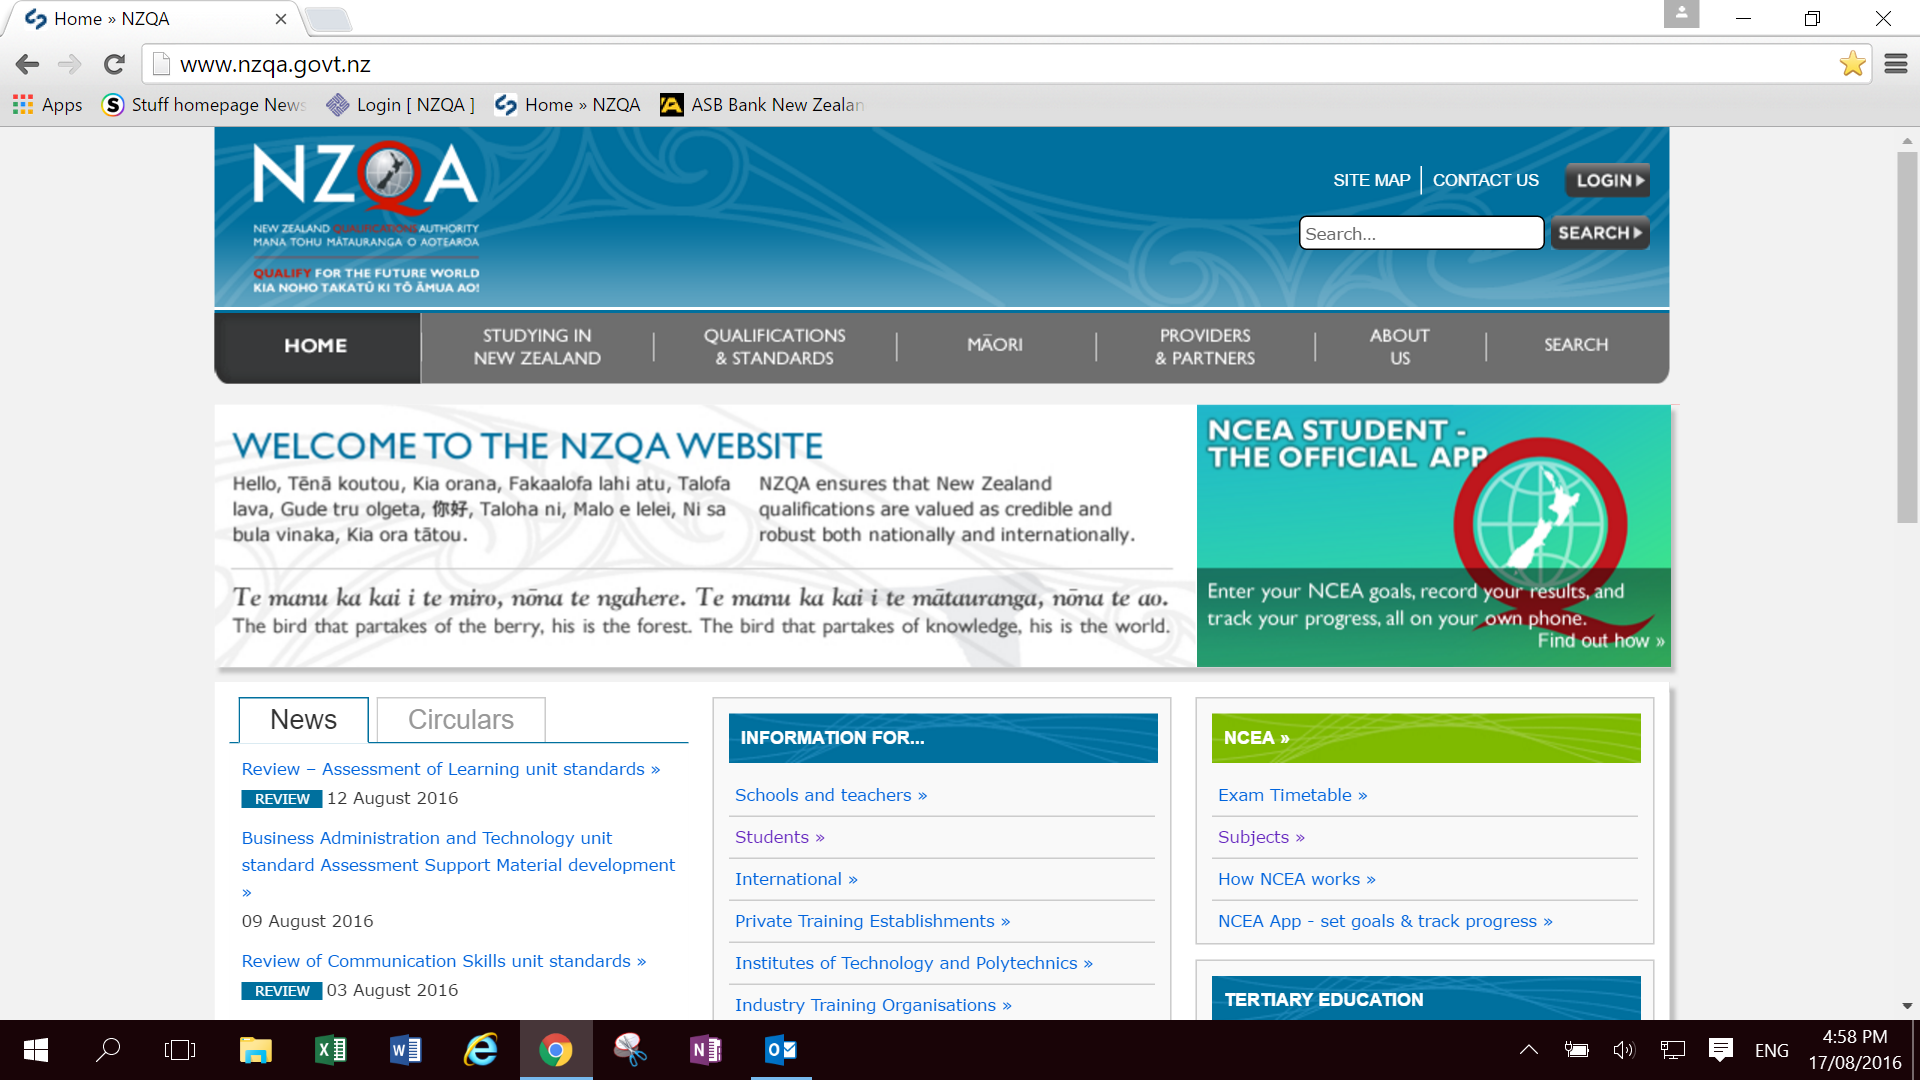 Home » NZQA
www.nzqa.govt.nz
Apps
Stuff homepage News
Login [ NZQA ]
Home » NZQA
ASB Bank New Zealan
NZQA
NEW ZEALAND QUALIFICATIONS AUTHORITY
MANA TOHU MĀTAURANGA O AOTEAROA
QUALIFY FOR THE FUTURE WORLD
KIA NOHO TAKATŪ KI TŌ ĀMUA AO!
SITE MAP
CONTACT US
LOGIN
Search...
SEARCH
HOME
STUDYING IN
NEW ZEALAND
QUALIFICATIONS
& STANDARDS
MĀORI
PROVIDERS
& PARTNERS
ABOUT
US
SEARCH
WELCOME TO THE NZQA WEBSITE
Hello, Tēnā koutou, Kia orana, Fakaalofa lahi atu, Talofa
lava, Gude tru olgeta, 你好, Taloha ni, Malo e lelei, Ni sa
bula vinaka, Kia ora tātou.
NZQA ensures that New Zealand
qualifications are valued as credible and
robust both nationally and internationally.
Te manu ka kai i te miro, nōna te ngahere. Te manu ka kai i te mātauranga, nōna te ao.
The bird that partakes of the berry, his is the forest. The bird that partakes of knowledge, his is the world.
NCEA STUDENT -
THE OFFICIAL APP
Enter your NCEA goals, record your results, and
track your progress, all on your own phone.
Find out how »
News
Circulars
Review – Assessment of Learning unit standards »
REVIEW 12 August 2016
Business Administration and Technology unit
standard Assessment Support Material development
»
09 August 2016
Review of Communication Skills unit standards »
REVIEW 03 August 2016
INFORMATION FOR...
Schools and teachers »
Students »
International »
Private Training Establishments »
Institutes of Technology and Polytechnics »
Industry Training Organisations »
NCEA »
Exam Timetable »
Subjects »
How NCEA works »
NCEA App - set goals & track progress »
TERTIARY EDUCATION
ENG
4:58 PM
17/08/2016